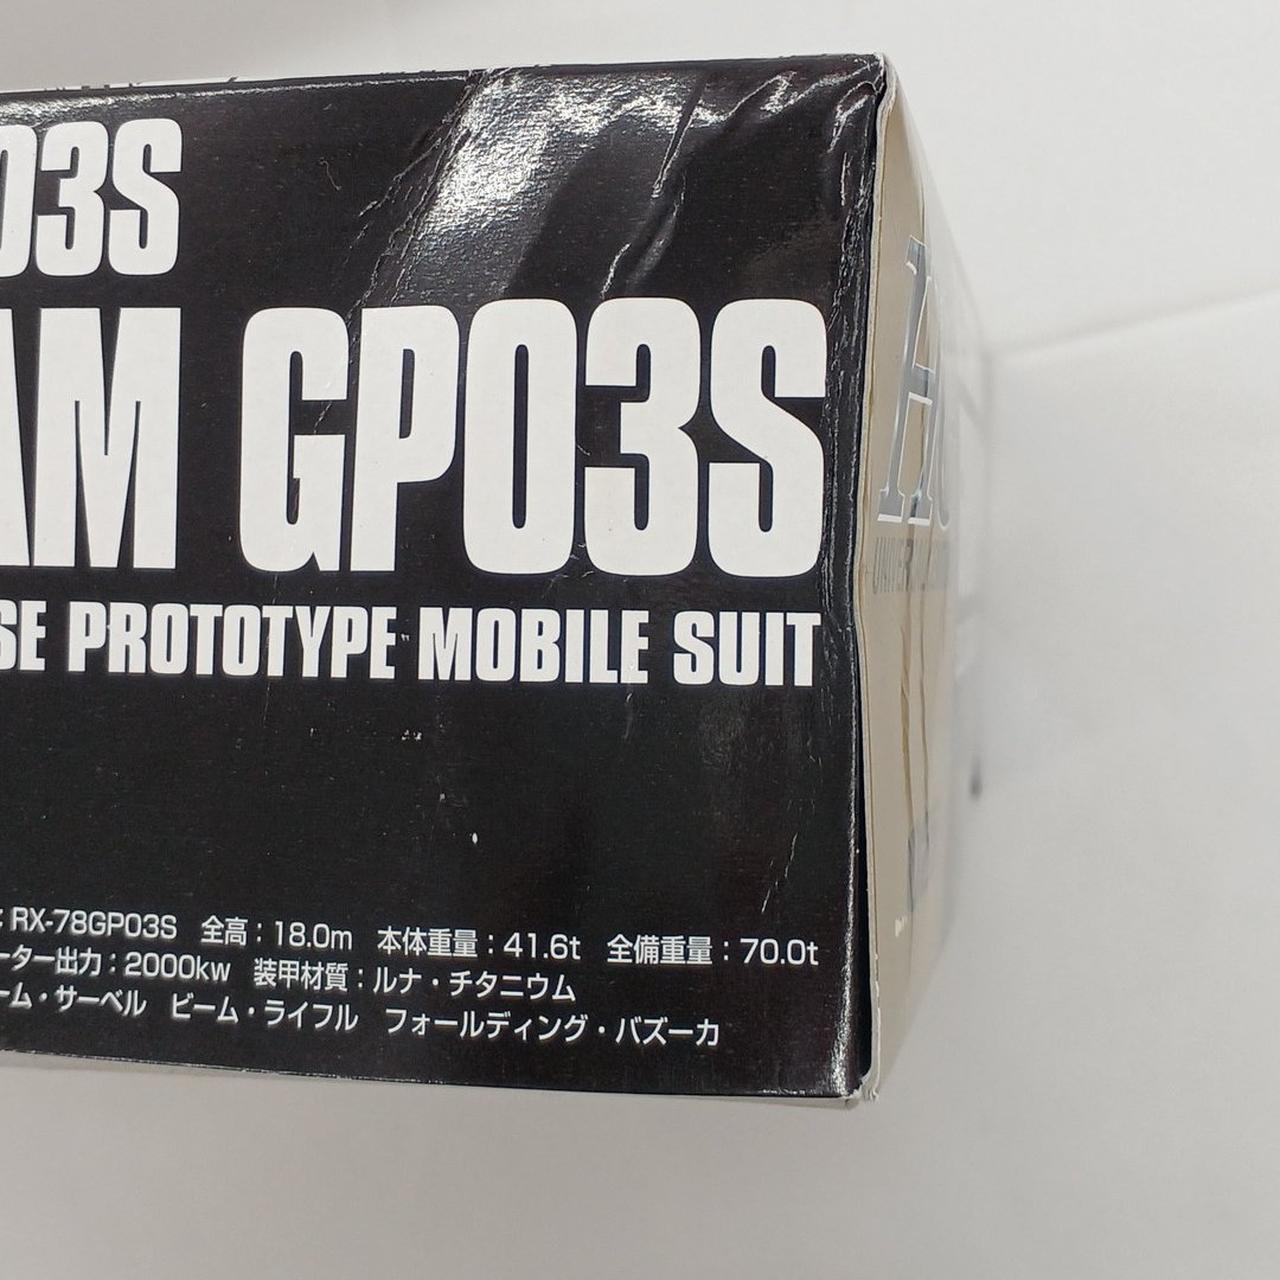 03S
AM GP03S
SE PROTOTYPE MOBILE SUIT
: RX-78GP03S 全高:18.0m 本体重量:41.6t 全備重量:70.0t
ーター出力:2000kw 装甲材質:ルナ・チタニウム
ーム・サーベル ビーム・ライフル フォールディング・バズーカ